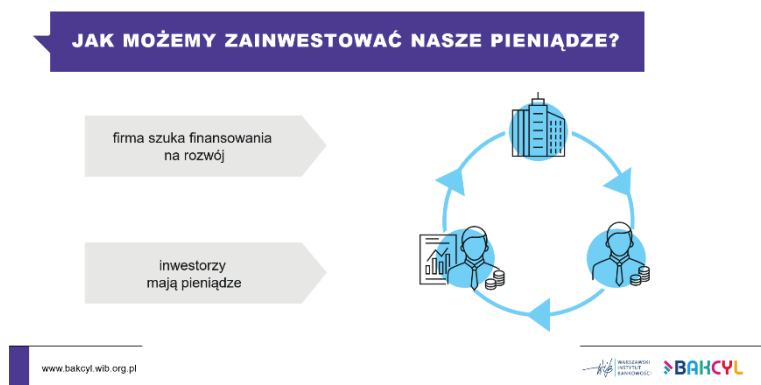 JAK MOŻEMY ZAINWESTOWAĆ NASZE PIENIĄDZE?
firma szuka finansowania
na rozwój
inwestorzy
mają pieniądze
www.bakcyl.wib.org.pl
wib
WARSZAWSKI
INSTYTUT
BANKOWOŚCI
BAKCYL